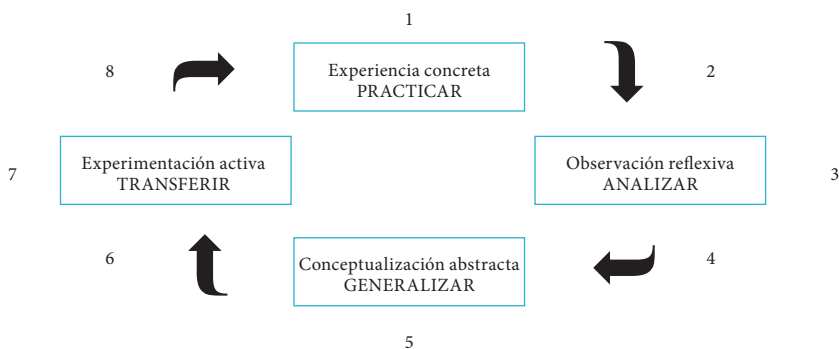 1
8
Experiencia concreta
PRACTICAR
2
7
Experimentación activa
TRANSFERIR
Observación reflexiva
ANALIZAR
3
6
Conceptualización abstracta
GENERALIZAR
4
5